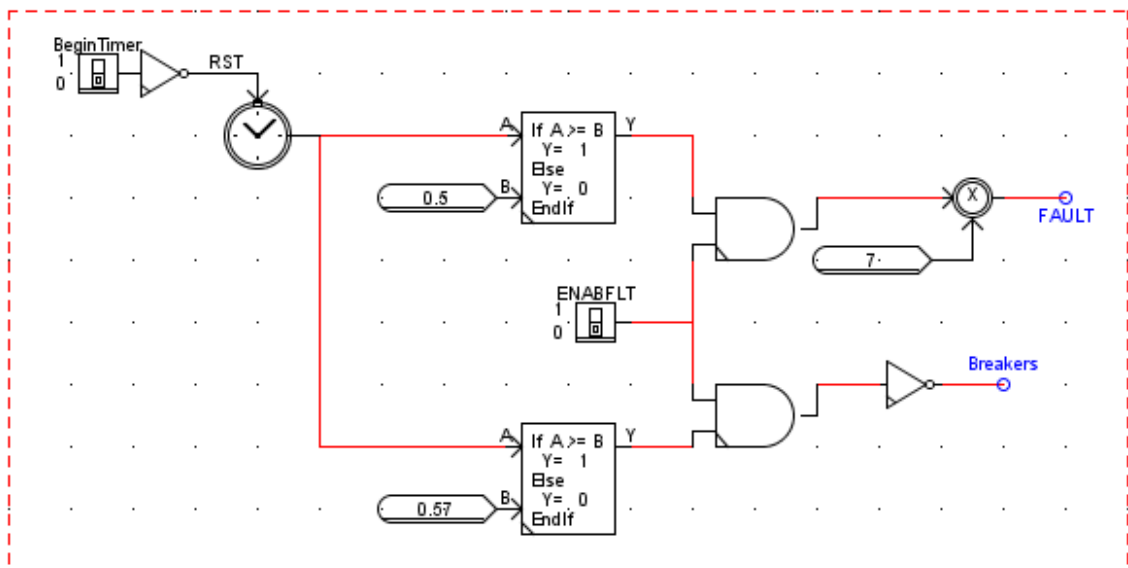 BeginTimer
1
0
RST
A
If A >= B
Y= 1
Else
Y= 0
EndIf
Y
B
0.5
X
FAULT
7
ENABFLT
1
0
Breakers
A
If A >= B
Y= 1
Else
Y= 0
EndIf
Y
B
0.57